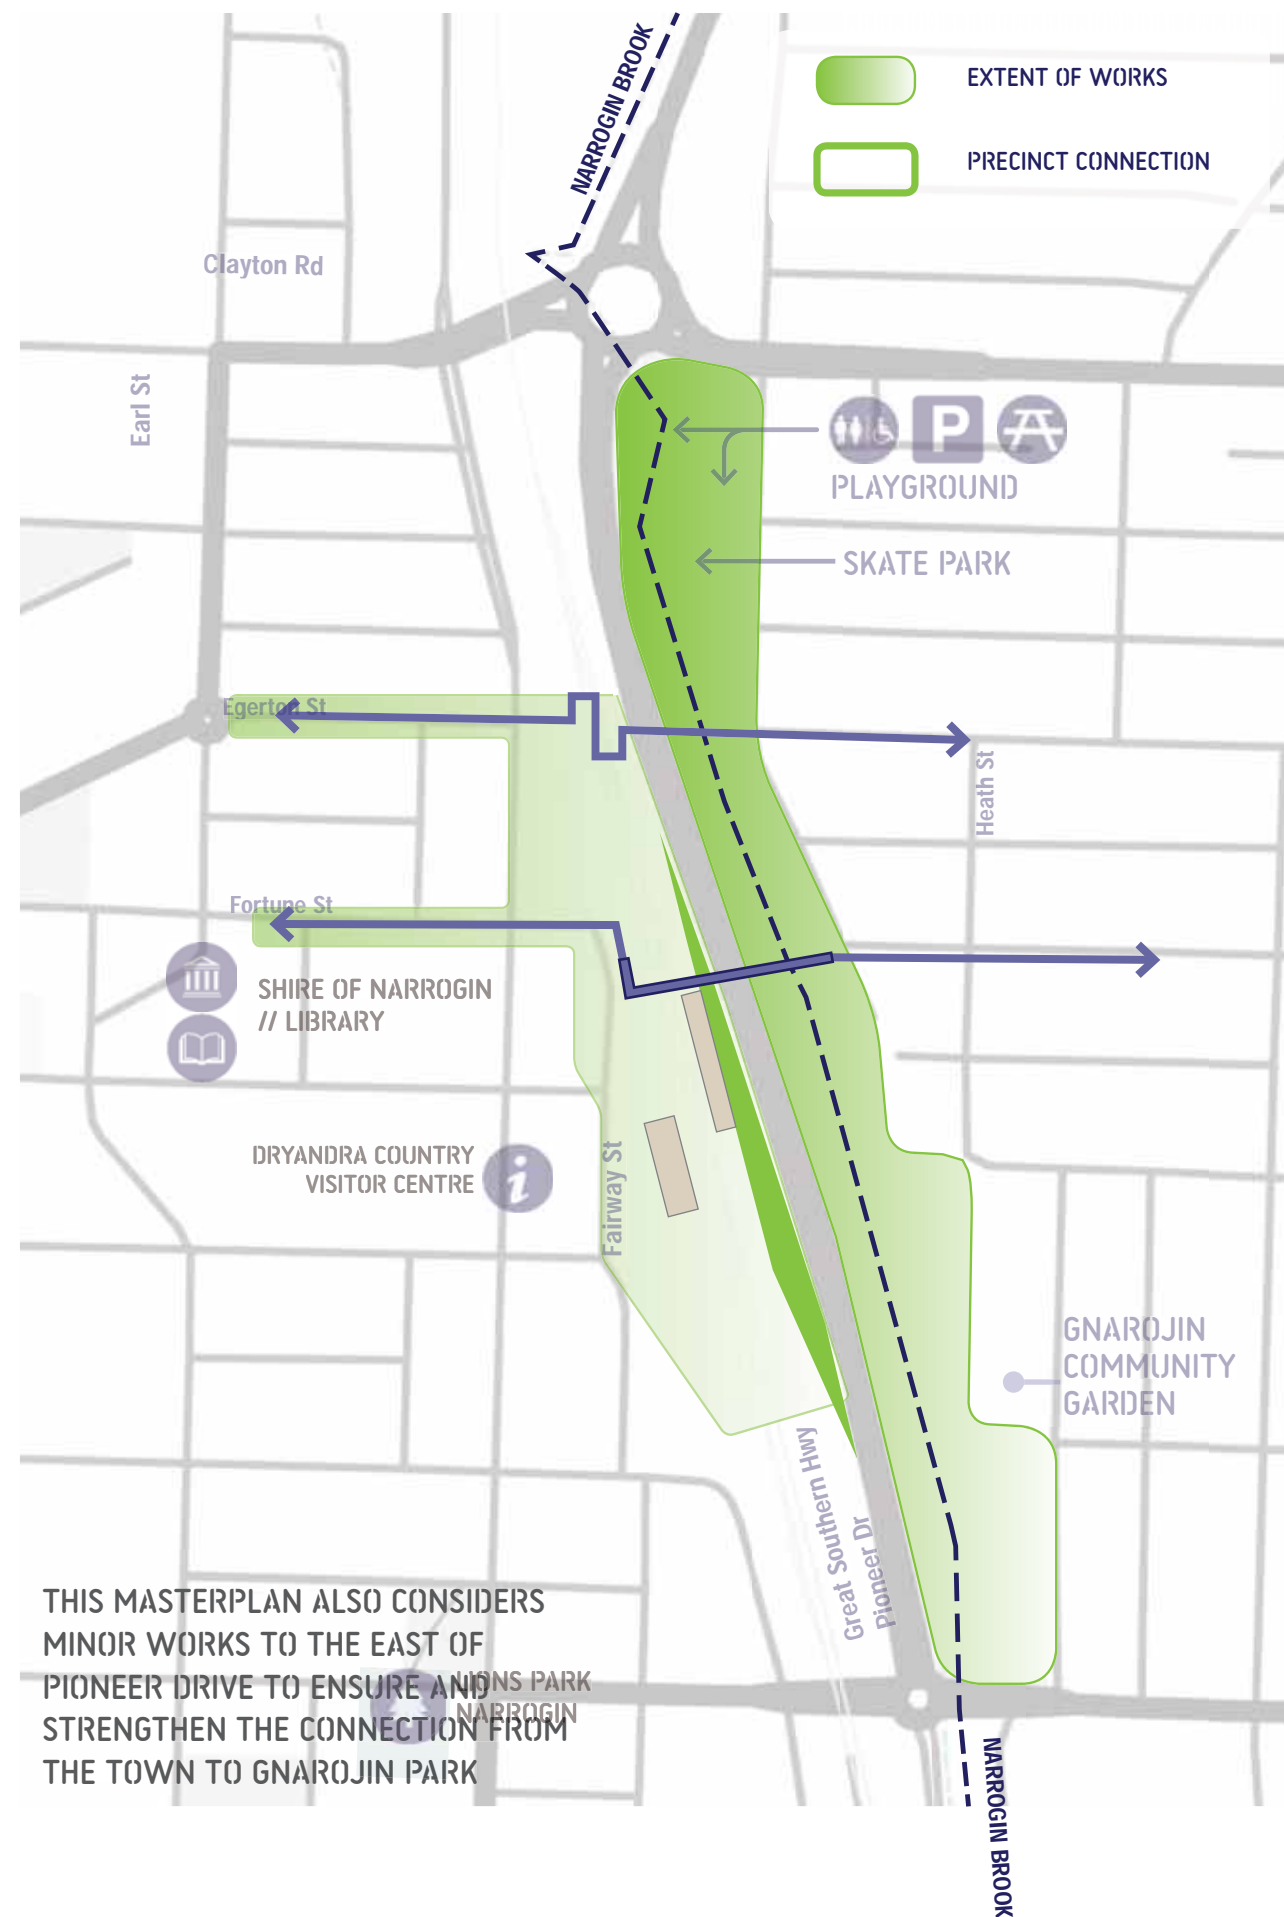 NARROGIN BROOK
EXTENT OF WORKS
PRECINCT CONNECTION
Clayton Rd
Earl St
P
PLAYGROUND
SKATE PARK
Egerton St
Heath St
Fortune St
SHIRE OF NARROGIN
// LIBRARY
DRYANDRA COUNTRY
VISITOR CENTRE
i
Fairway St
GNAROJIN
COMMUNITY
GARDEN
Great Southern Hwy
Pioneer Dr
THIS MASTERPLAN ALSO CONSIDERS
MINOR WORKS TO THE EAST OF
PIONEER DRIVE TO ENSURE AND
STRENGTHEN THE CONNECTION FROM
THE TOWN TO GNAROJIN PARK
LIONS PARK
NARROGIN
NARROGIN BROOK